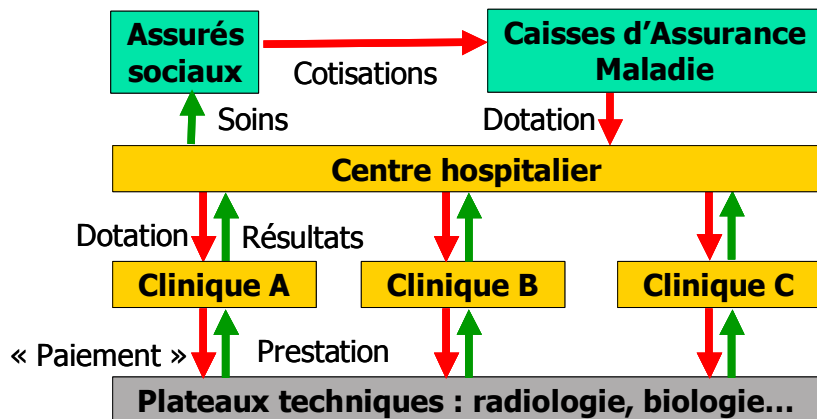 Assurés
sociaux
Caisses d’Assurance
Maladie
Cotisations
Soins
Dotation
Centre hospitalier
Dotation
Résultats
Clinique A
Clinique B
Clinique C
« Paiement »
Prestation
Plateaux techniques : radiologie, biologie…